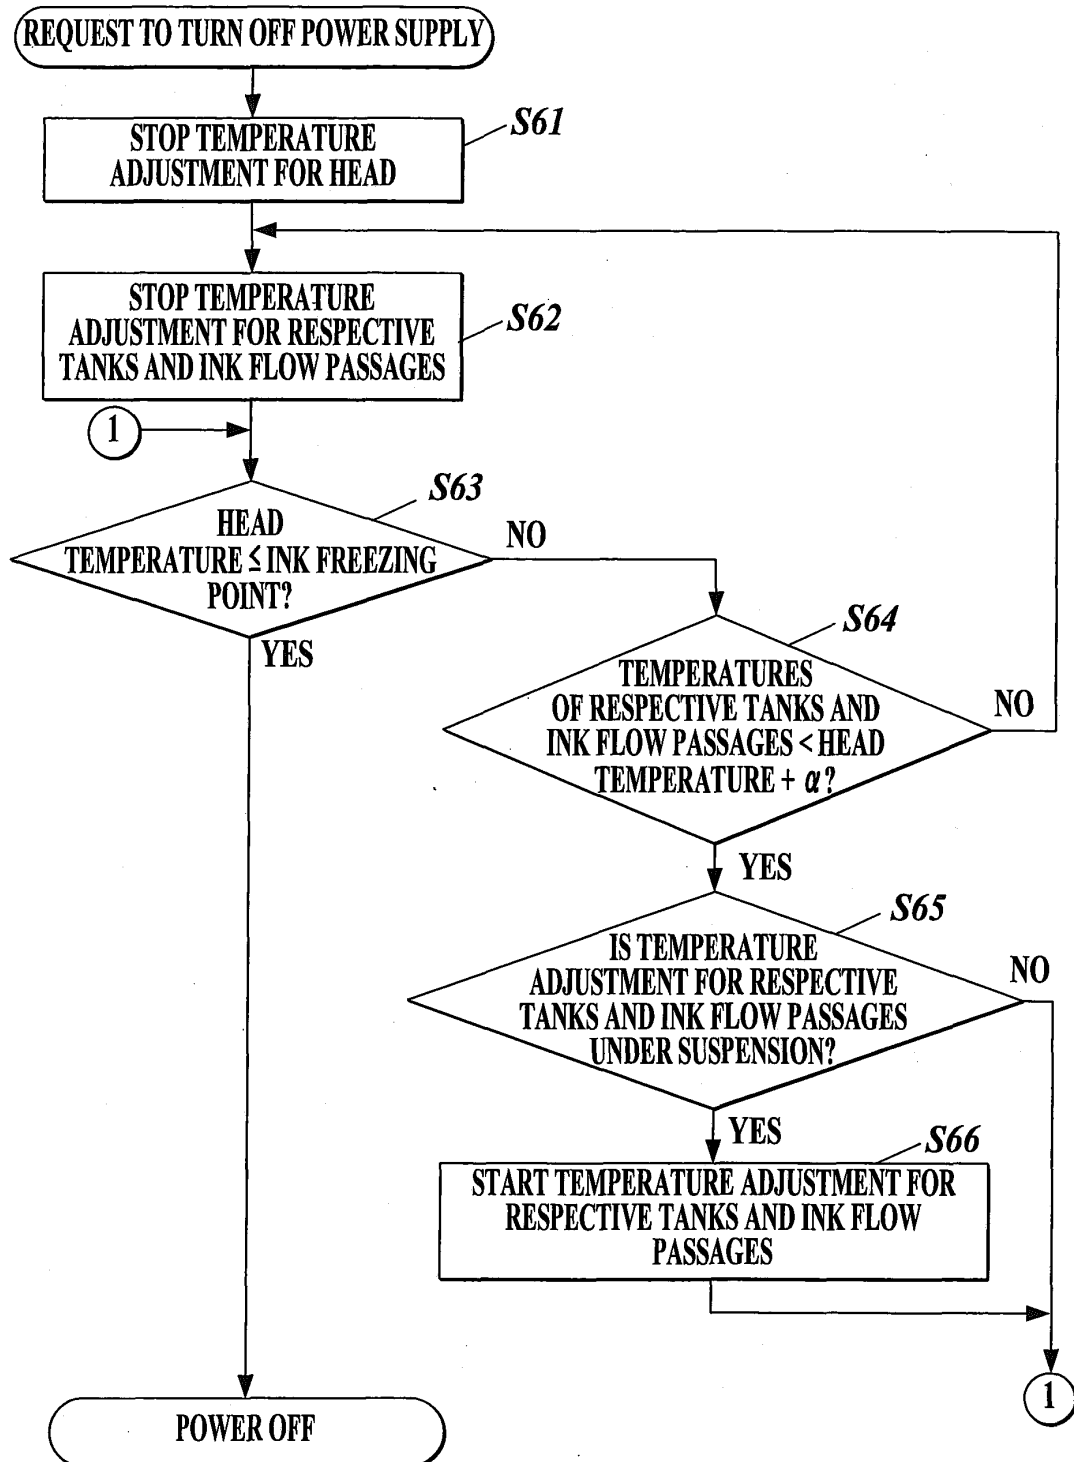 REQUEST TO TURN OFF POWER SUPPLY
S61
STOP TEMPERATURE
ADJUSTMENT FOR HEAD
STOP TEMPERATURE
ADJUSTMENT FOR RESPECTIVE
TANKS AND INK FLOW PASSAGES
S62
1
S63
HEAD
TEMPERATURE ≦ INK FREEZING
POINT?
NO
YES
S64
TEMPERATURES
OF RESPECTIVE TANKS AND
INK FLOW PASSAGES < HEAD
TEMPERATURE + α?
NO
YES
S65
IS TEMPERATURE
ADJUSTMENT FOR RESPECTIVE
TANKS AND INK FLOW PASSAGES
UNDER SUSPENSION?
NO
YES
S66
START TEMPERATURE ADJUSTMENT FOR
RESPECTIVE TANKS AND INK FLOW
PASSAGES
1
POWER OFF